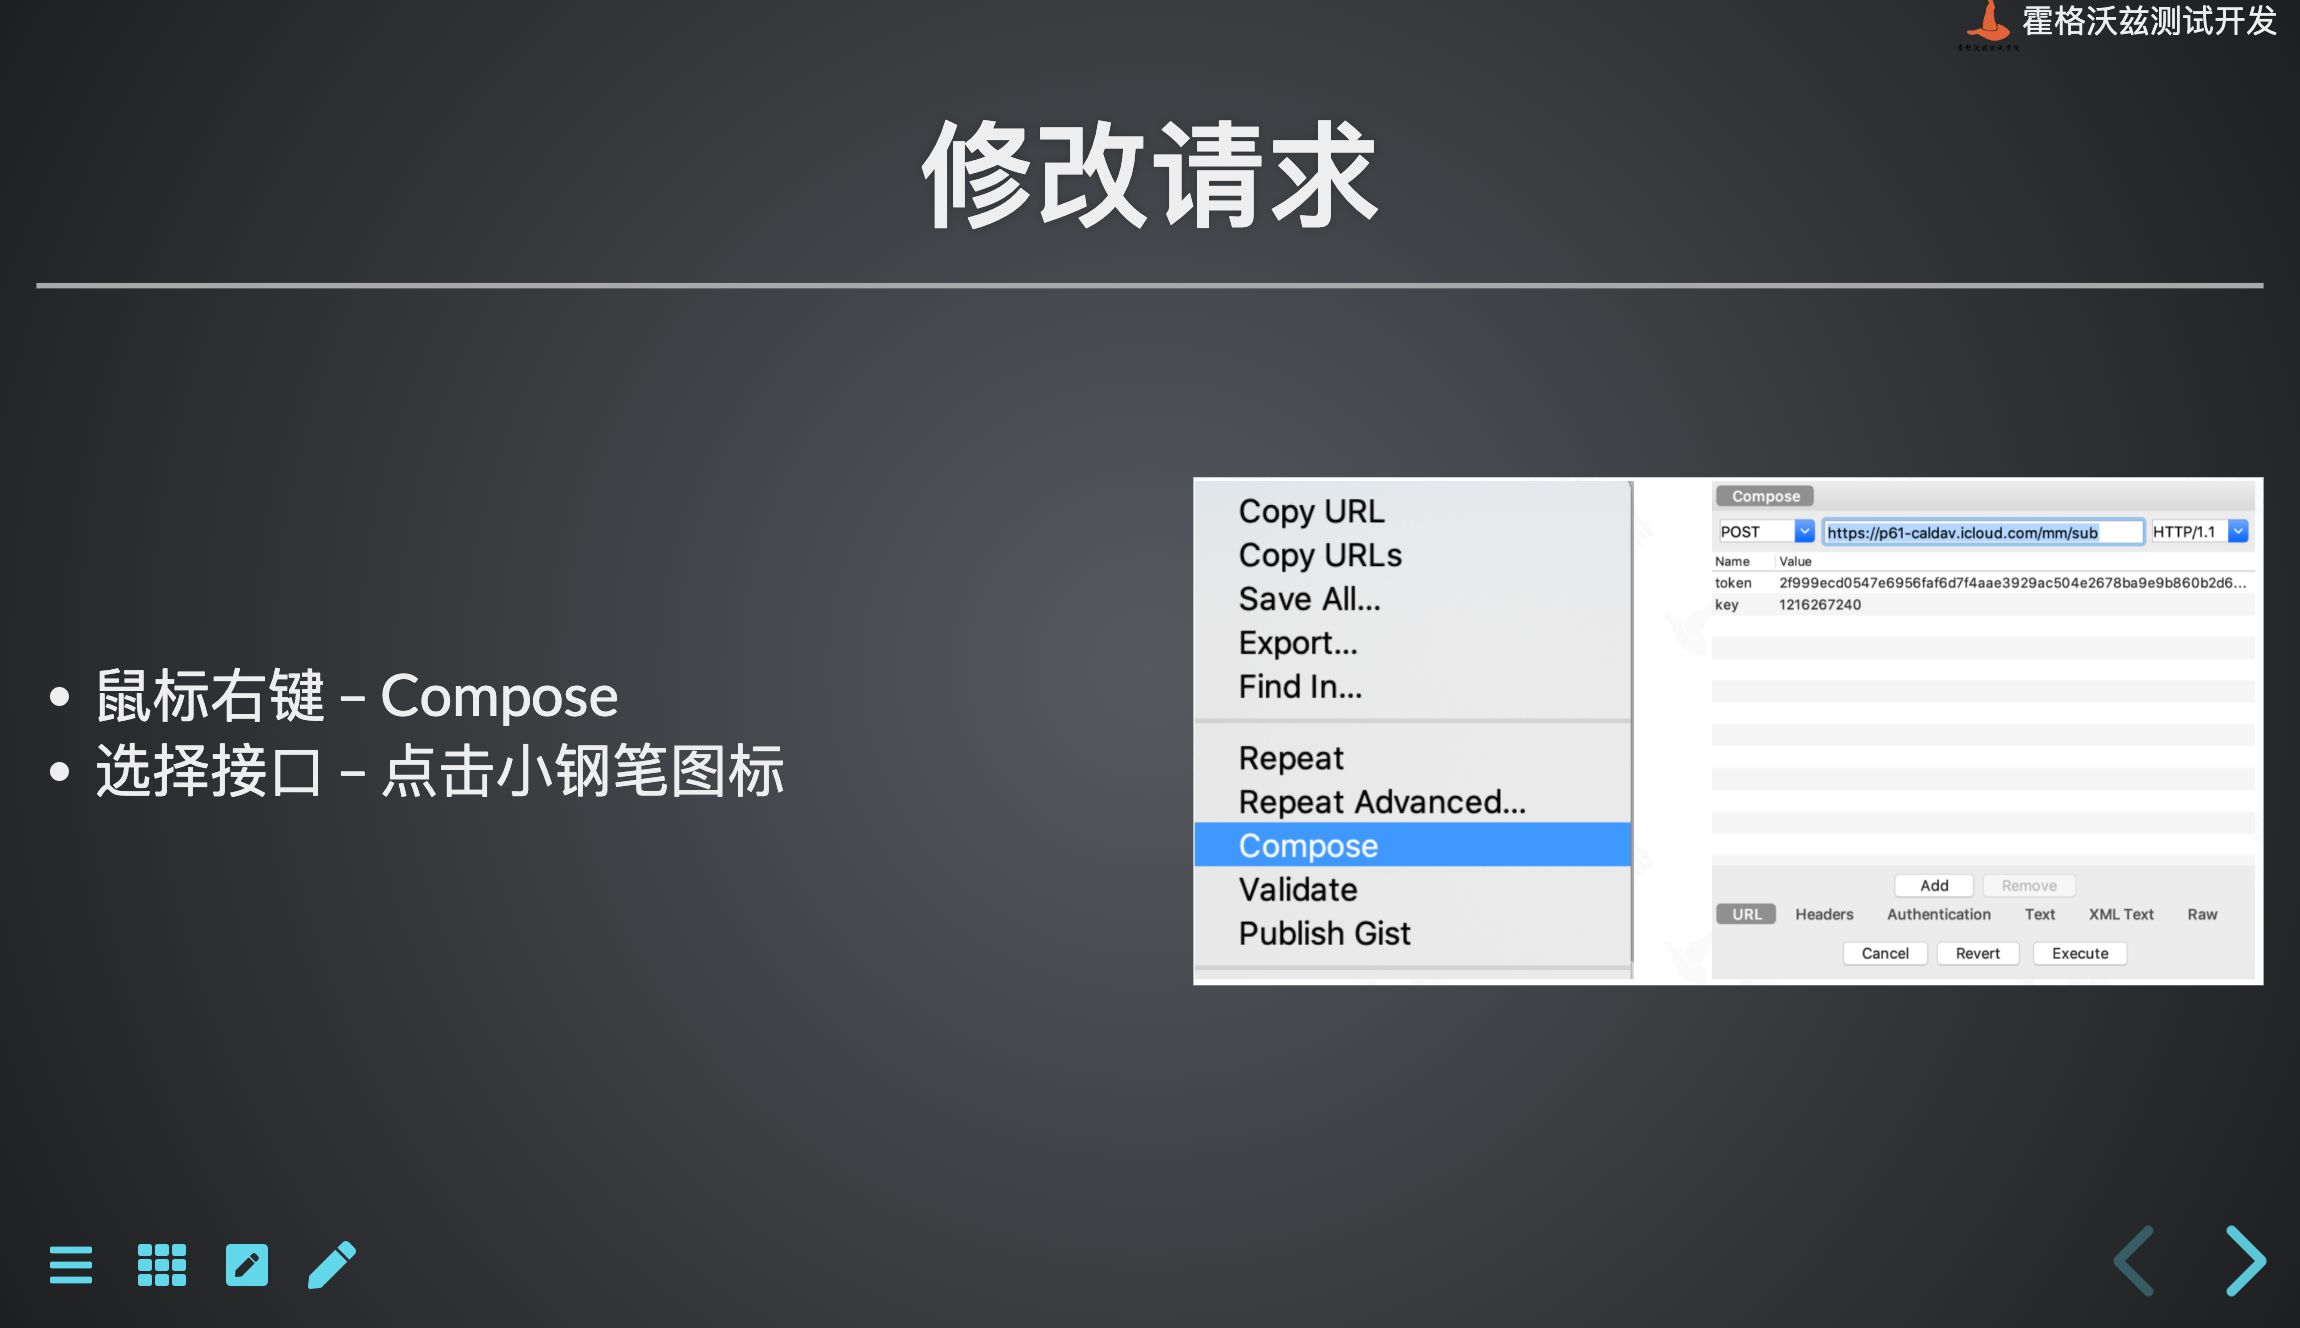 霍格沃兹测试开发
修改请求
鼠标右键 – Compose
选择接口 – 点击小钢笔图标
Copy URL
Copy URLs
Save All...
Export...
Find In...
Repeat
Repeat Advanced...
Compose
Validate
Publish Gist
Compose
POST https://p61-caldav.icloud.com/mm/sub HTTP/1.1
Name Value
token 2f999ecd0547e6956faf6d7f4aae3929ac504e2678ba9e9b860b2d6...
key 1216267240
Add Remove
URL Headers Authentication Text XML Text Raw
Cancel Revert Execute